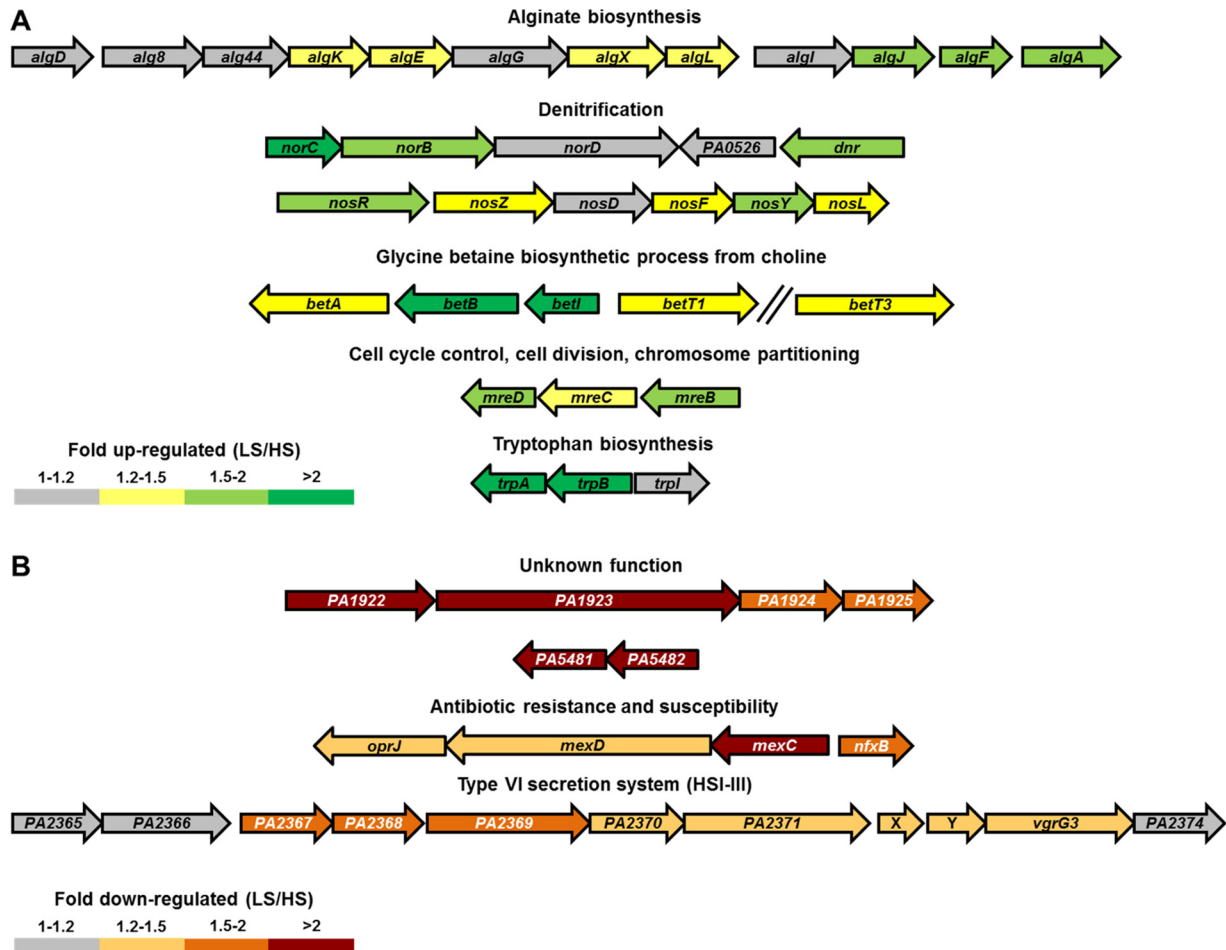 A
Alginate biosynthesis
algD alg8 alg44 algK algE algG algX algL algI algJ algF algA
Denitrification
norC norB norD PA0526 dnr
nosR nosZ nosD nosF nosY nosL
Glycine betaine biosynthetic process from choline
betA betB betI betT1 betT3
Cell cycle control, cell division, chromosome partitioning
mreD mreC mreB
Tryptophan biosynthesis
trpA trpB trpI
Fold up-regulated (LS/HS)
1-1.2 1.2-1.5 1.5-2 >2
B
Unknown function
PA1922 PA1923 PA1924 PA1925
PA5481 PA5482
Antibiotic resistance and susceptibility
oprJ mexD mexC nfxB
Type VI secretion system (HSI-III)
PA2365 PA2366 PA2367 PA2368 PA2369 PA2370 PA2371 X Y vgrG3 PA2374
Fold down-regulated (LS/HS)
1-1.2 1.2-1.5 1.5-2 >2